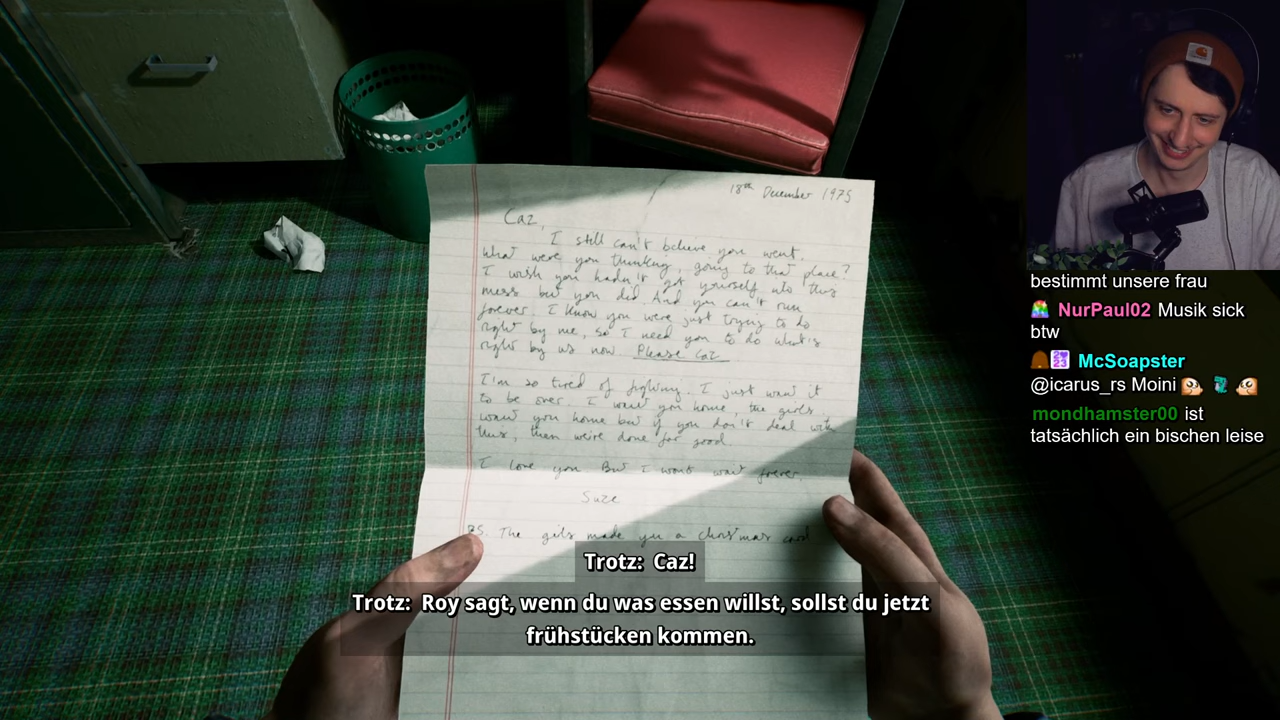 18th December 1975
Caz,
I still can't believe you went.
What were you thinking, going to that place?
I wish you hadn't got yourself into this
mess but you did. And you can't run
forever. I know you were just trying to do
right by me, so I need you to do what's
right by us now. Please Caz
I'm so tired of fighting. I just want it
to be over. I want you home, the girls
want you home but if you don't deal with
this, then we're done for good.
I love you. But I wont wait forever,
Suze
PS. The girls made you a christmas card
Trotz: Caz!
Trotz: Roy sagt, wenn du was essen willst, sollst du jetzt
frühstücken kommen.
bestimmt unsere frau
NurPaul02 Musik sick
btw
McSoapster
@icarus_rs Moini
mondhamster00 ist
tatsächlich ein bischen leise